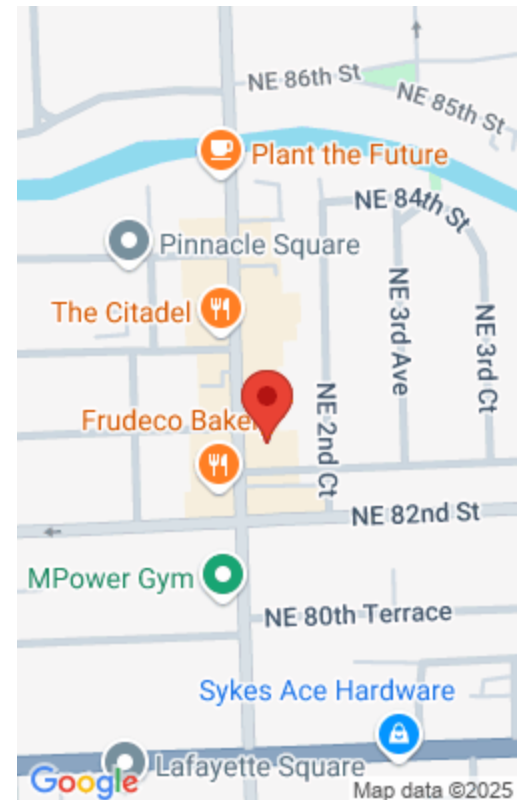 NE 86th St
NE 85th St
Plant the Future
NE 84th St
Pinnacle Square
The Citadel
NE 3rd Ave
NE 3rd Ct
NE 2nd Ct
Frudeco Baker
NE 82nd St
MPower Gym
NE 80th Terrace
Sykes Ace Hardware
Lafayette Square
Google
Map data ©2025